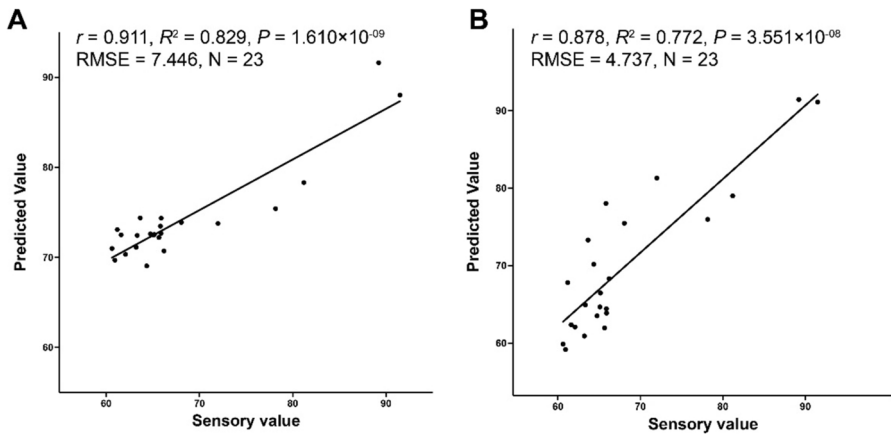 A
r = 0.911, R² = 0.829, P = 1.610×10⁻⁰⁹
RMSE = 7.446, N = 23
Predicted Value
90
80
70
60
60 70 80 90
Sensory value
B
r = 0.878, R² = 0.772, P = 3.551×10⁻⁰⁸
RMSE = 4.737, N = 23
Predicted Value
90
80
70
60
60 70 80 90
Sensory value